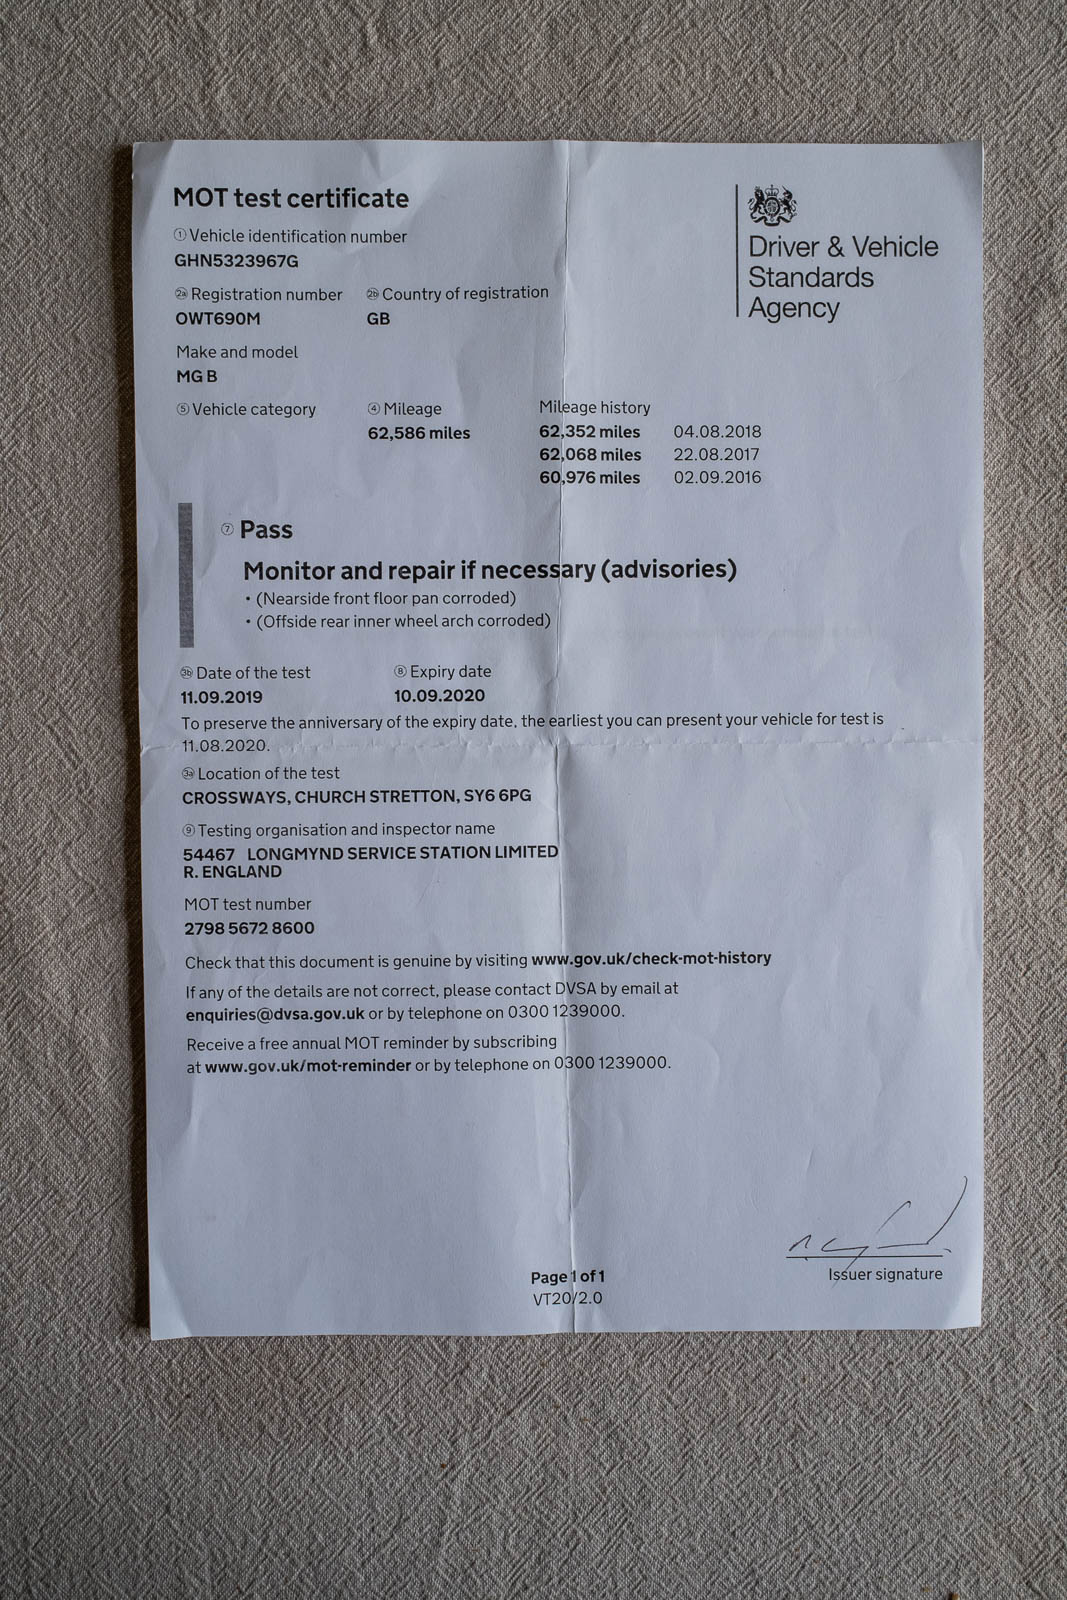 MOT test certificate
① Vehicle identification number
GHN5323967G
2a Registration number 2b Country of registration
OWT690M GB
Make and model
MG B
⑤ Vehicle category ④ Mileage Mileage history
62,586 miles 62,352 miles 04.08.2018
62,068 miles 22.08.2017
60,976 miles 02.09.2016
Driver & Vehicle
Standards
Agency
⑦ Pass
Monitor and repair if necessary (advisories)
• (Nearside front floor pan corroded)
• (Offside rear inner wheel arch corroded)
3b Date of the test ⑧ Expiry date
11.09.2019 10.09.2020
To preserve the anniversary of the expiry date, the earliest you can present your vehicle for test is
11.08.2020.
3a Location of the test
CROSSWAYS, CHURCH STRETTON, SY6 6PG
⑨ Testing organisation and inspector name
54467 LONGMYND SERVICE STATION LIMITED
R. ENGLAND
MOT test number
2798 5672 8600
Check that this document is genuine by visiting www.gov.uk/check-mot-history
If any of the details are not correct, please contact DVSA by email at
enquiries@dvsa.gov.uk or by telephone on 0300 1239000.
Receive a free annual MOT reminder by subscribing
at www.gov.uk/mot-reminder or by telephone on 0300 1239000.
Issuer signature
Page 1 of 1
VT20/2.0